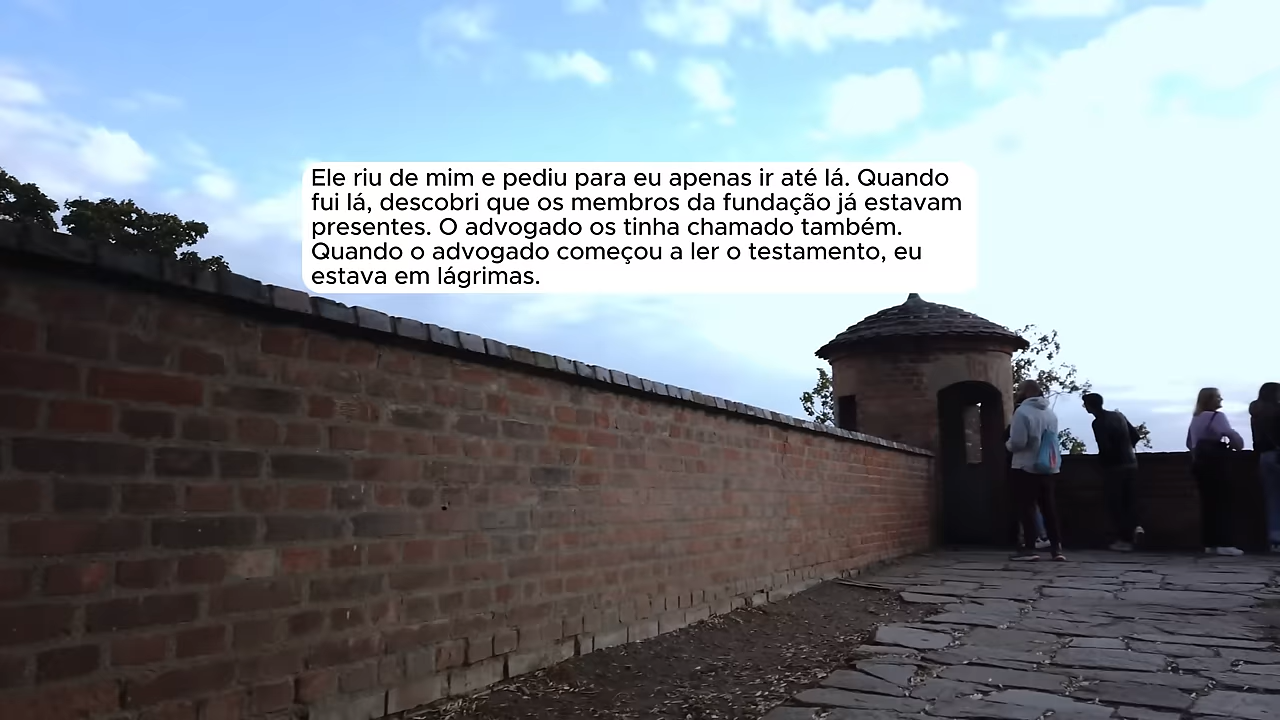 Ele riu de mim e pediu para eu apenas ir até lá. Quando
fui lá, descobri que os membros da fundação já estavam
presentes. O advogado os tinha chamado também.
Quando o advogado começou a ler o testamento, eu
estava em lágrimas.